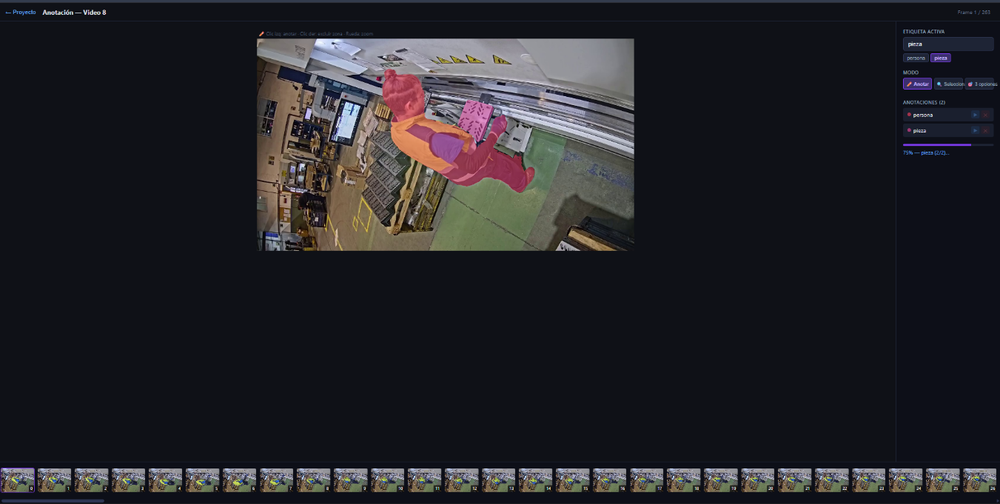 ← Proyecto Anotación — Vídeo 8 Frame 1 / 263
Clic izq: anotar · Clic der: excluir zona · Rueda: zoom
ETIQUETA ACTIVA
pieza
persona pieza
MODO
Anotar Seleccion 3 opciones
ANOTACIONES (2)
persona
pieza
75% — pieza (2/2)...
0 1 2 3 4 5 6 7 8 9 10 11 12 13 14 15 16 17 18 19 20 21 22 23 24 25 26